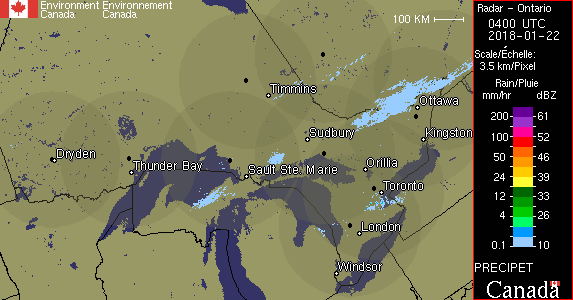 Environment Environnement
Canada Canada
100 KM
Timmins
Ottawa
Sudbury
Kingston
Dryden
Thunder Bay
Sault Ste. Marie
Orillia
Toronto
London
Windsor
Radar - Ontario
0400 UTC
2018-01-22
Scale/Échelle:
3.5 km/Pixel
Rain/Pluie
mm/hr dBZ
200 61
100 52
50 46
24 39
12 33
4 26
1 18
0.1 10
PRECIPET
Canada